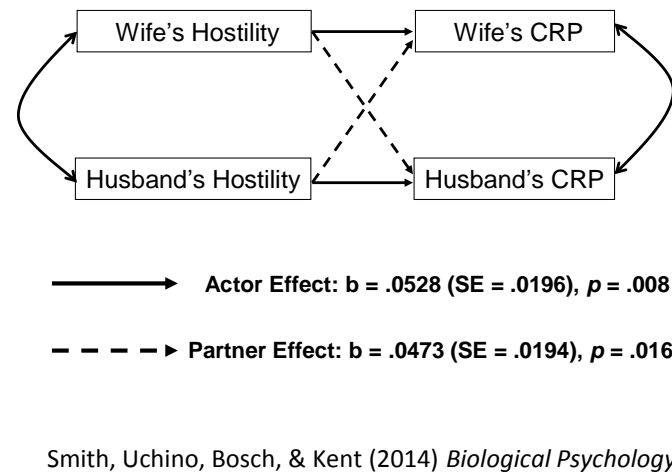 Wife's Hostility
Wife's CRP
Husband's Hostility
Husband's CRP
Actor Effect: b = .0528 (SE = .0196), p = .008
Partner Effect: b = .0473 (SE = .0194), p = .016
Smith, Uchino, Bosch, & Kent (2014) Biological Psychology